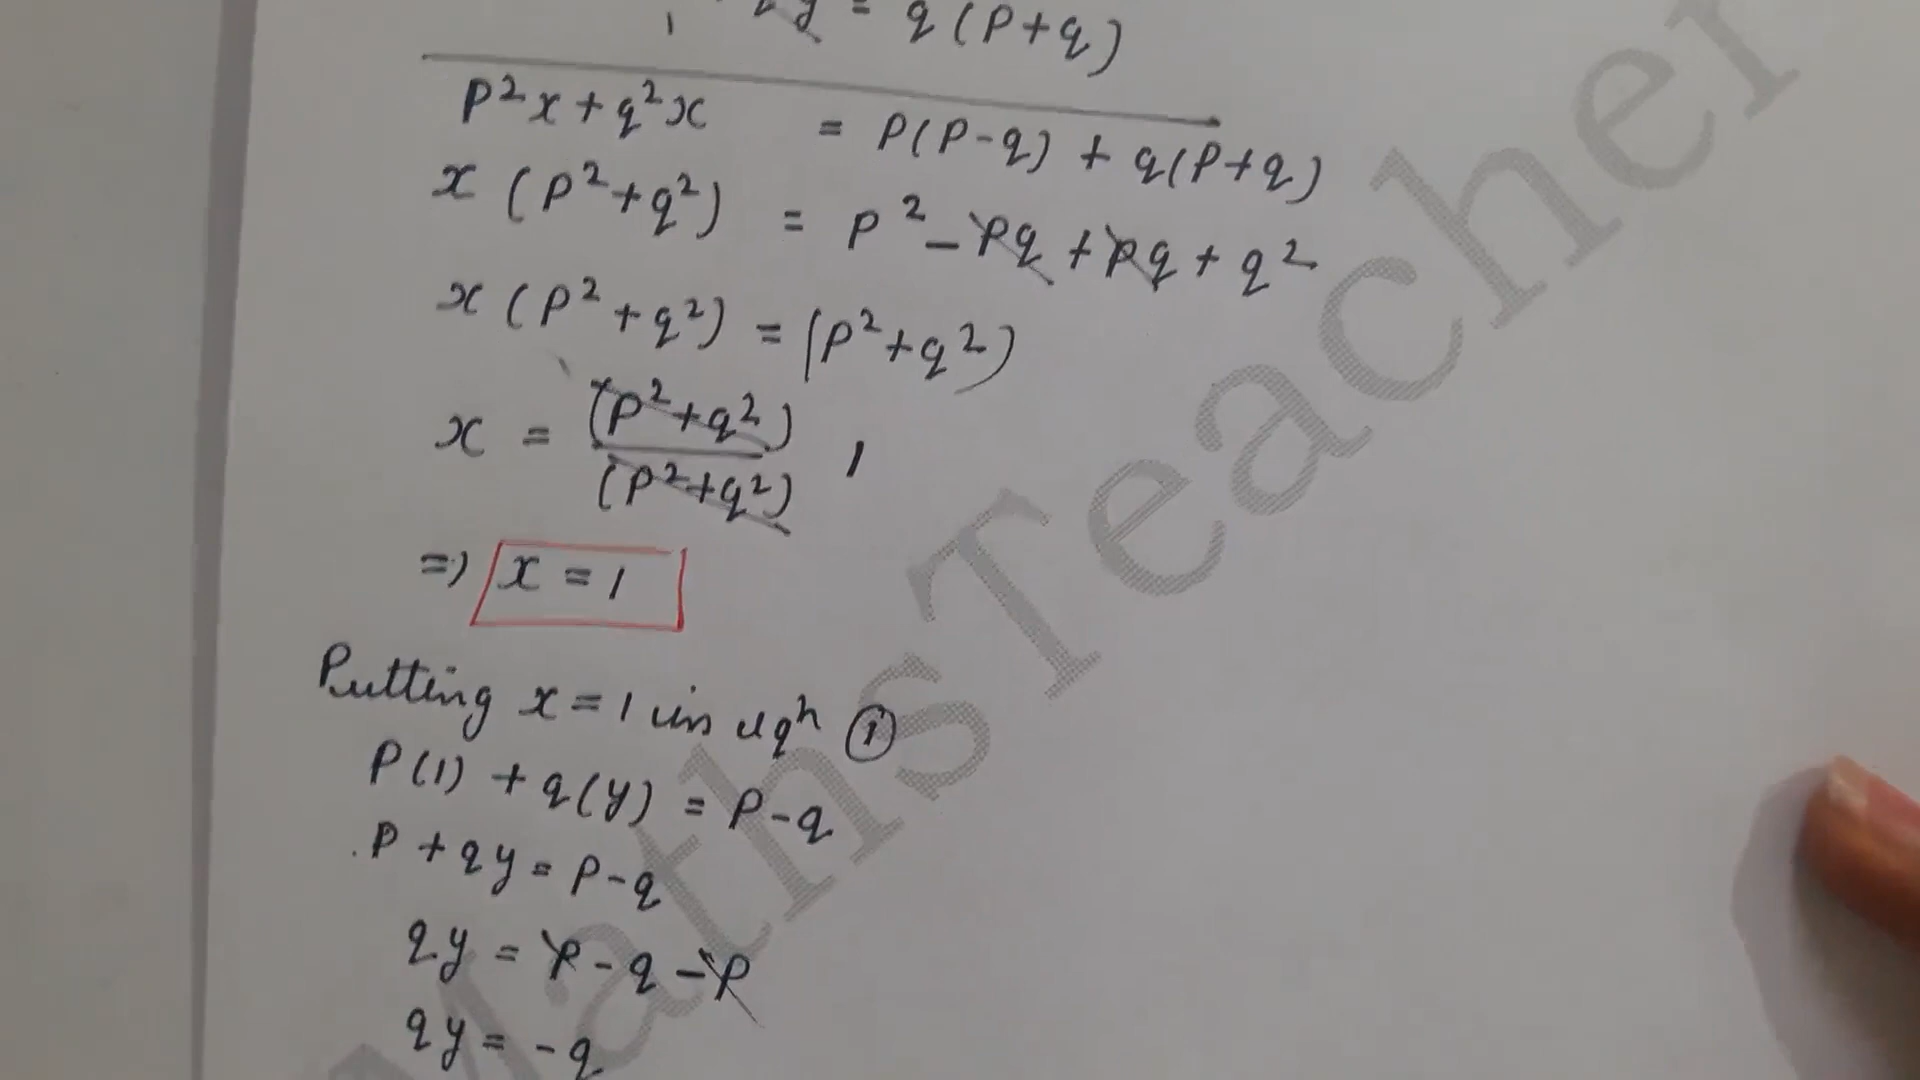 y = q(P+q)
P²x + q²x = P(P-q) + q(P+q)
x (P²+q²) = P² - Pq + Pq + q²
x (P²+q²) = (P²+q²)
x = (P²+q²) / (P²+q²) 1
=> x = 1
Putting x = 1 in eqn ①
P(1) + q(y) = P-q
P + qy = P-q
qy = P - q - P
qy = -q
Maths Teacher